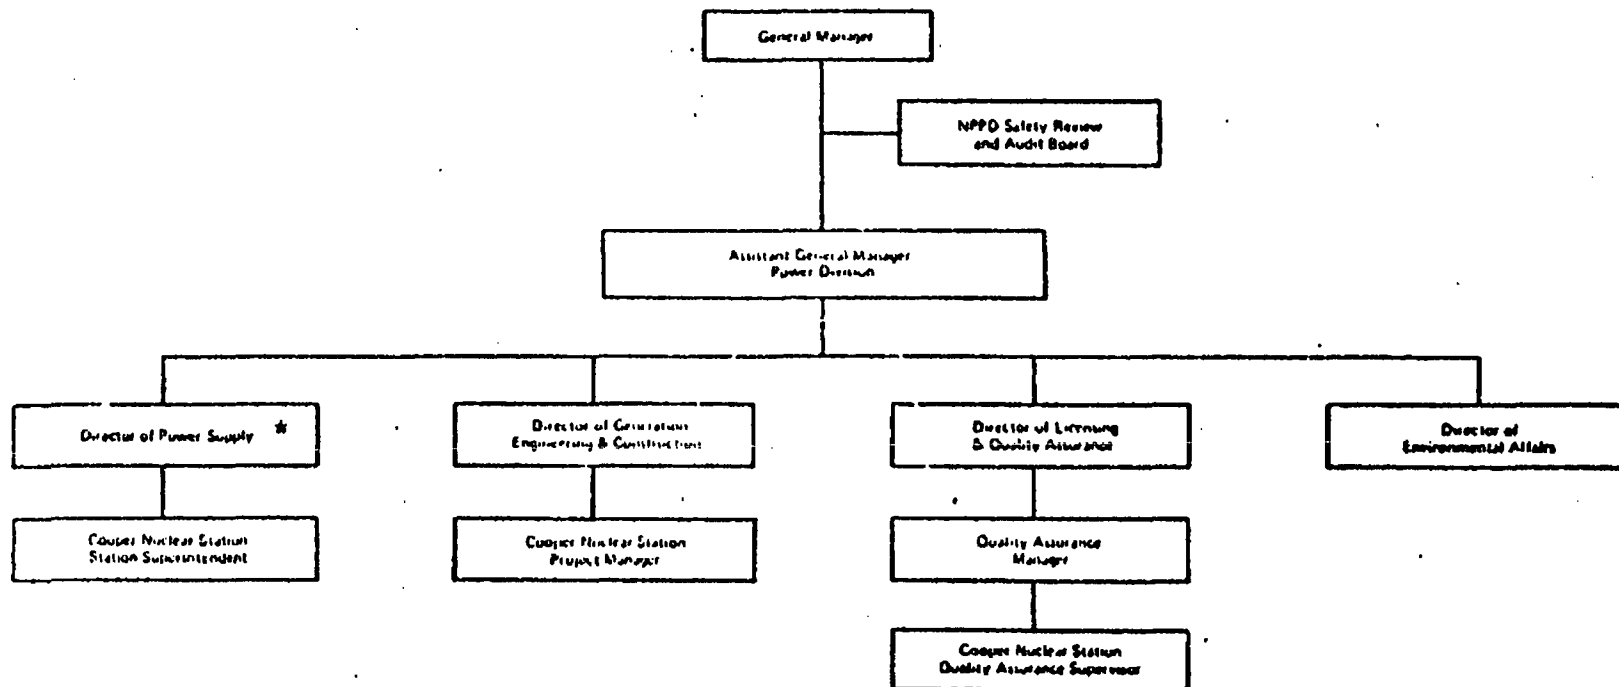 General Manager
NPPD Safety Review
and Audit Board
Assistant General Manager
Power Division
Director of Power Supply *
Director of Generation
Engineering & Construction
Director of Licensing
& Quality Assurance
Director of
Environmental Affairs
Cooper Nuclear Station
Station Superintendent
Cooper Nuclear Station
Project Manager
Quality Assurance
Manager
Cooper Nuclear Station
Quality Assurance Supervisor